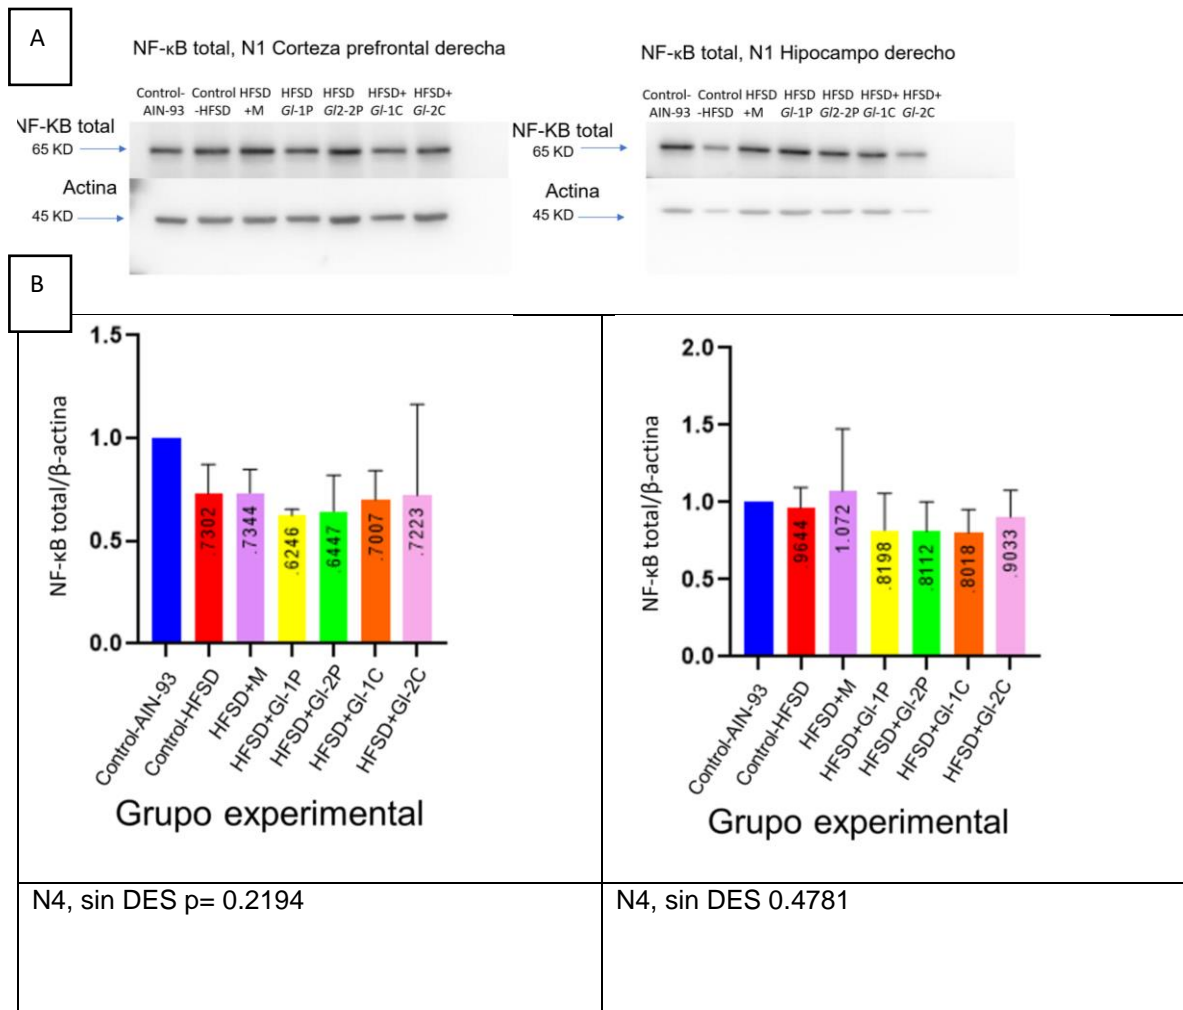 A
NF-κB total, N1 Corteza prefrontal derecha
Control-AIN-93 Control-HFSD HFSD+M HFSD Gl-1P HFSD Gl2-2P HFSD+Gl-1C HFSD+Gl-2C
NF-KB total
65 KD
Actina
45 KD
NF-κB total, N1 Hipocampo derecho
Control-AIN-93 Control-HFSD HFSD+M HFSD Gl-1P HFSD Gl2-2P HFSD+Gl-1C HFSD+Gl-2C
NF-KB total
65 KD
Actina
45 KD
B
NF-κB total/β-actina
1.5
1.0
0.5
0.0
.7302
.7344
.6246
.6447
.7007
.7223
Control-AIN-93
Control-HFSD
HFSD+M
HFSD+Gl-1P
HFSD+Gl-2P
HFSD+Gl-1C
HFSD+Gl-2C
Grupo experimental
NF-κB total/β-actina
2.0
1.5
1.0
0.5
0.0
.9644
1.072
.8198
.8112
.8018
.9033
Control-AIN-93
Control-HFSD
HFSD+M
HFSD+Gl-1P
HFSD+Gl-2P
HFSD+Gl-1C
HFSD+Gl-2C
Grupo experimental
N4, sin DES p= 0.2194
N4, sin DES 0.4781